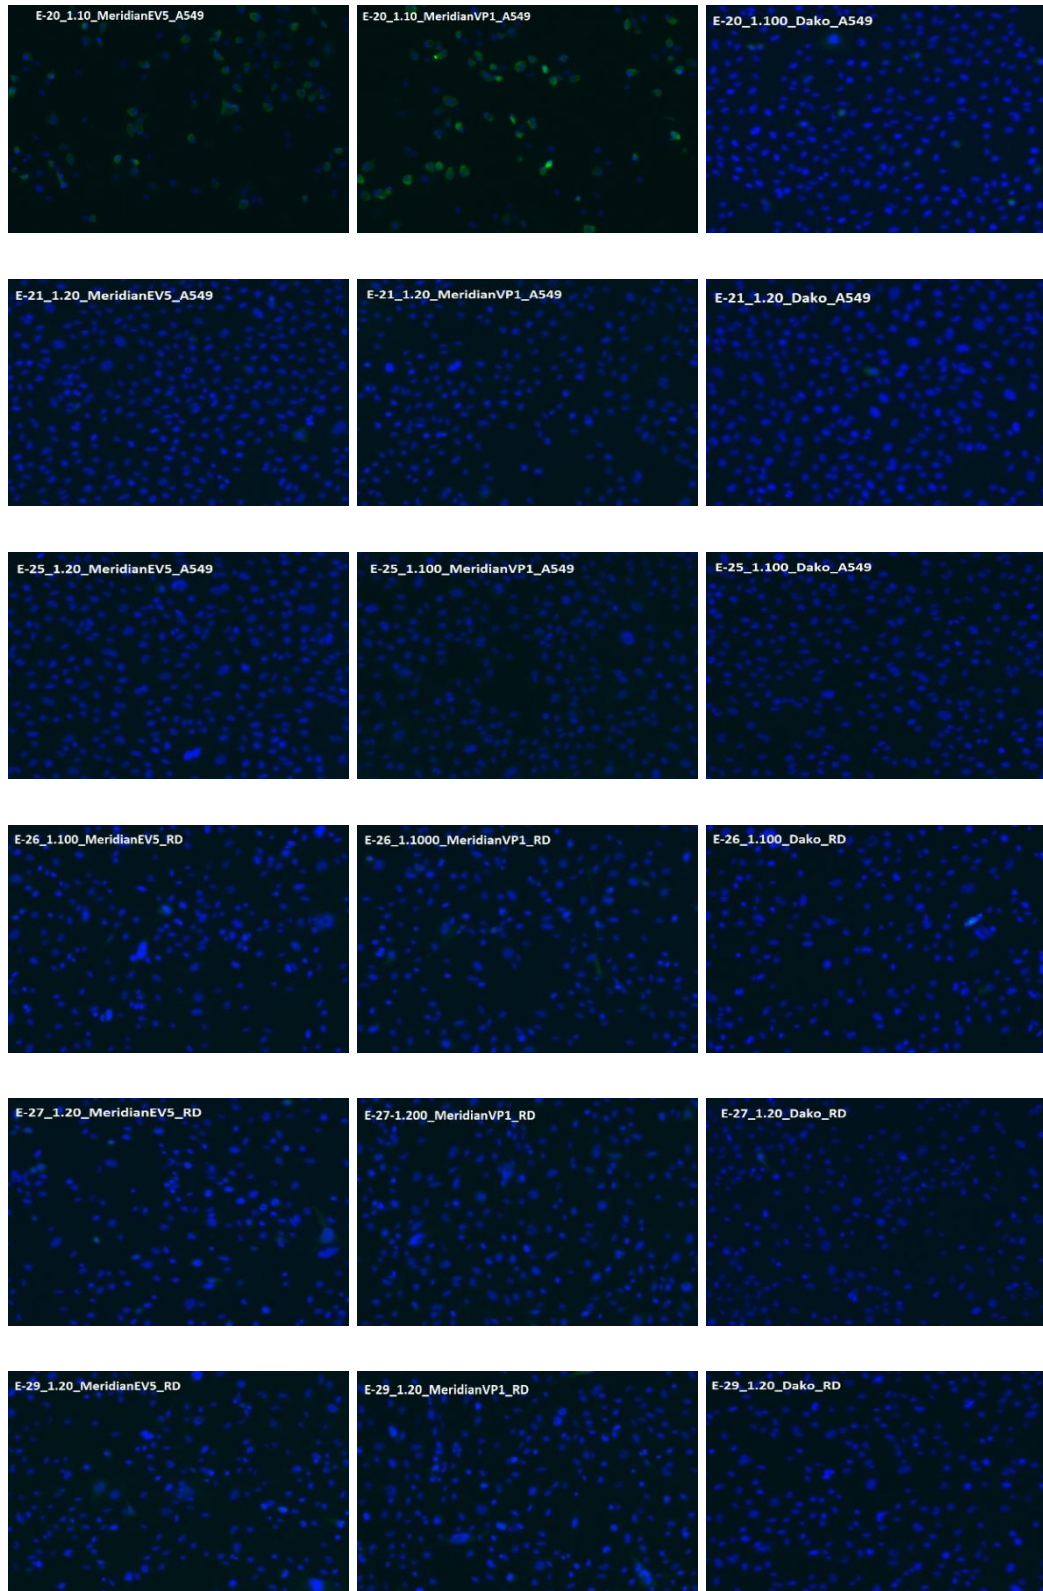 E-20_1.10_MeridianEV5_A549
E-20_1.10_MeridianVP1_A549
E-20_1.100_Dako_A549
E-21_1.20_MeridianEV5_A549
E-21_1.20_MeridianVP1_A549
E-21_1.20_Dako_A549
E-25_1.20_MeridianEV5_A549
E-25_1.100_MeridianVP1_A549
E-25_1.100_Dako_A549
E-26_1.100_MeridianEV5_RD
E-26_1.1000_MeridianVP1_RD
E-26_1.100_Dako_RD
E-27_1.20_MeridianEV5_RD
E-27-1.200_MeridianVP1_RD
E-27_1.20_Dako_RD
E-29_1.20_MeridianEV5_RD
E-29_1.20_MeridianVP1_RD
E-29_1.20_Dako_RD